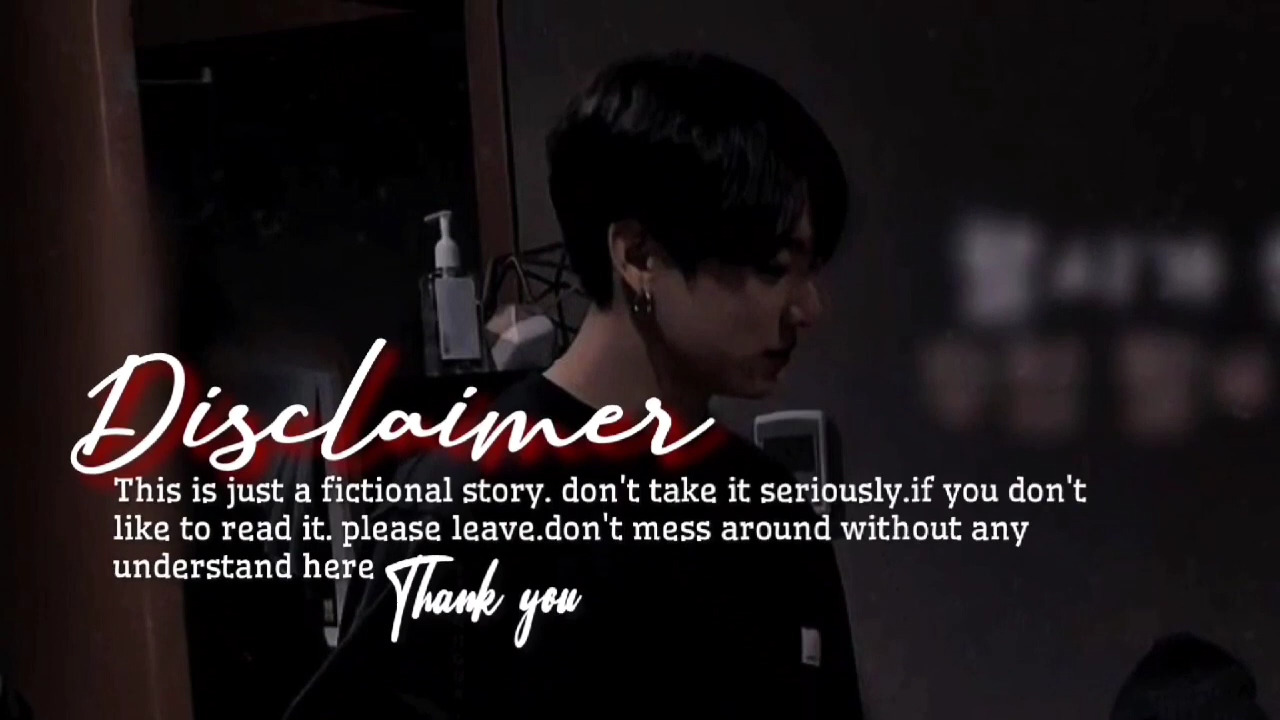 Disclaimer
This is just a fictional story. don't take it seriously.if you don't
like to read it. please leave.don't mess around without any
understand here
Thank you